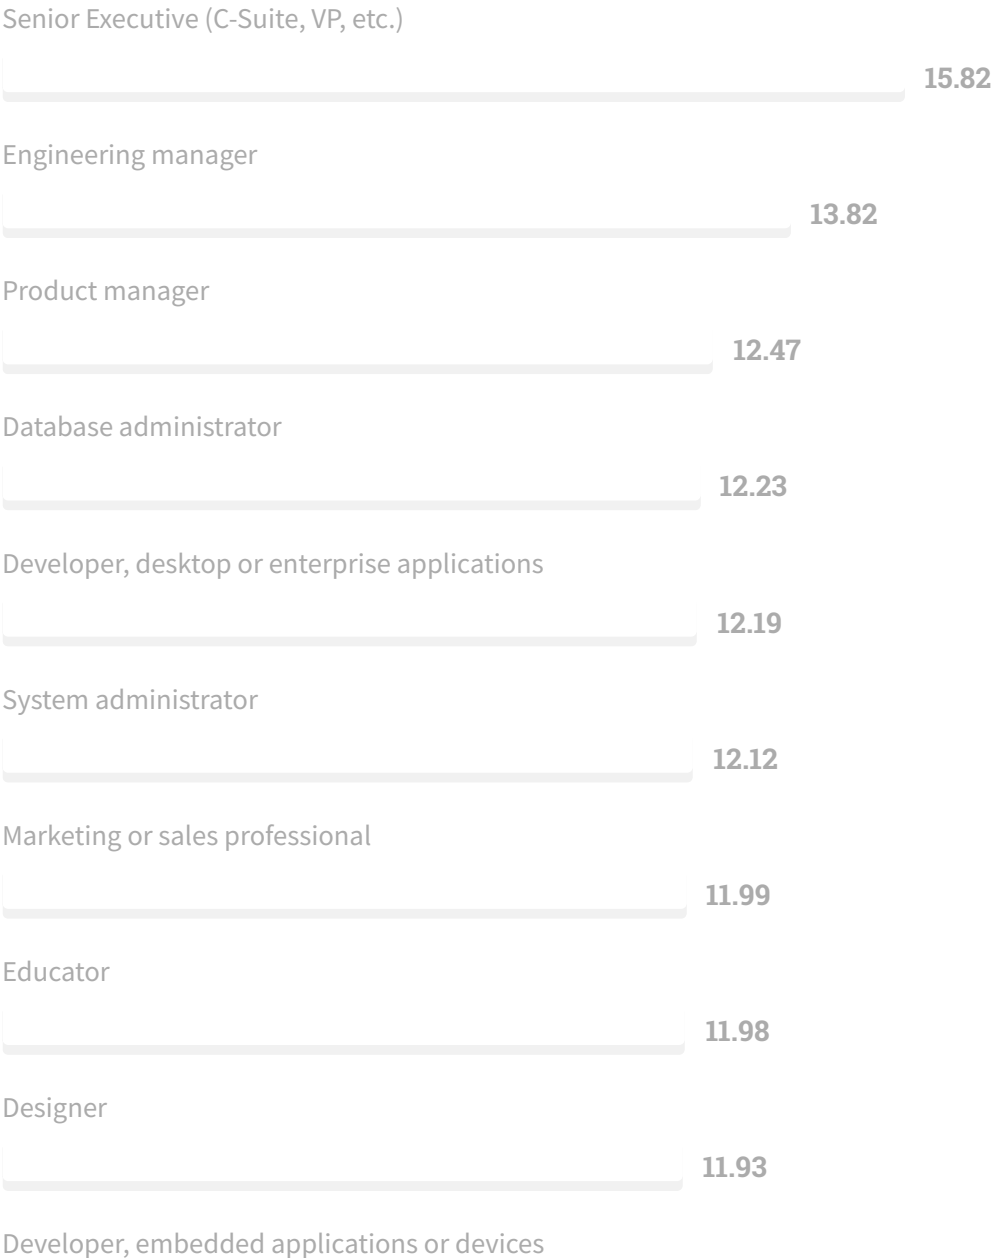 Senior Executive (C-Suite, VP, etc.)
15.82
Engineering manager
13.82
Product manager
12.47
Database administrator
12.23
Developer, desktop or enterprise applications
12.19
System administrator
12.12
Marketing or sales professional
11.99
Educator
11.98
Designer
11.93
Developer, embedded applications or devices